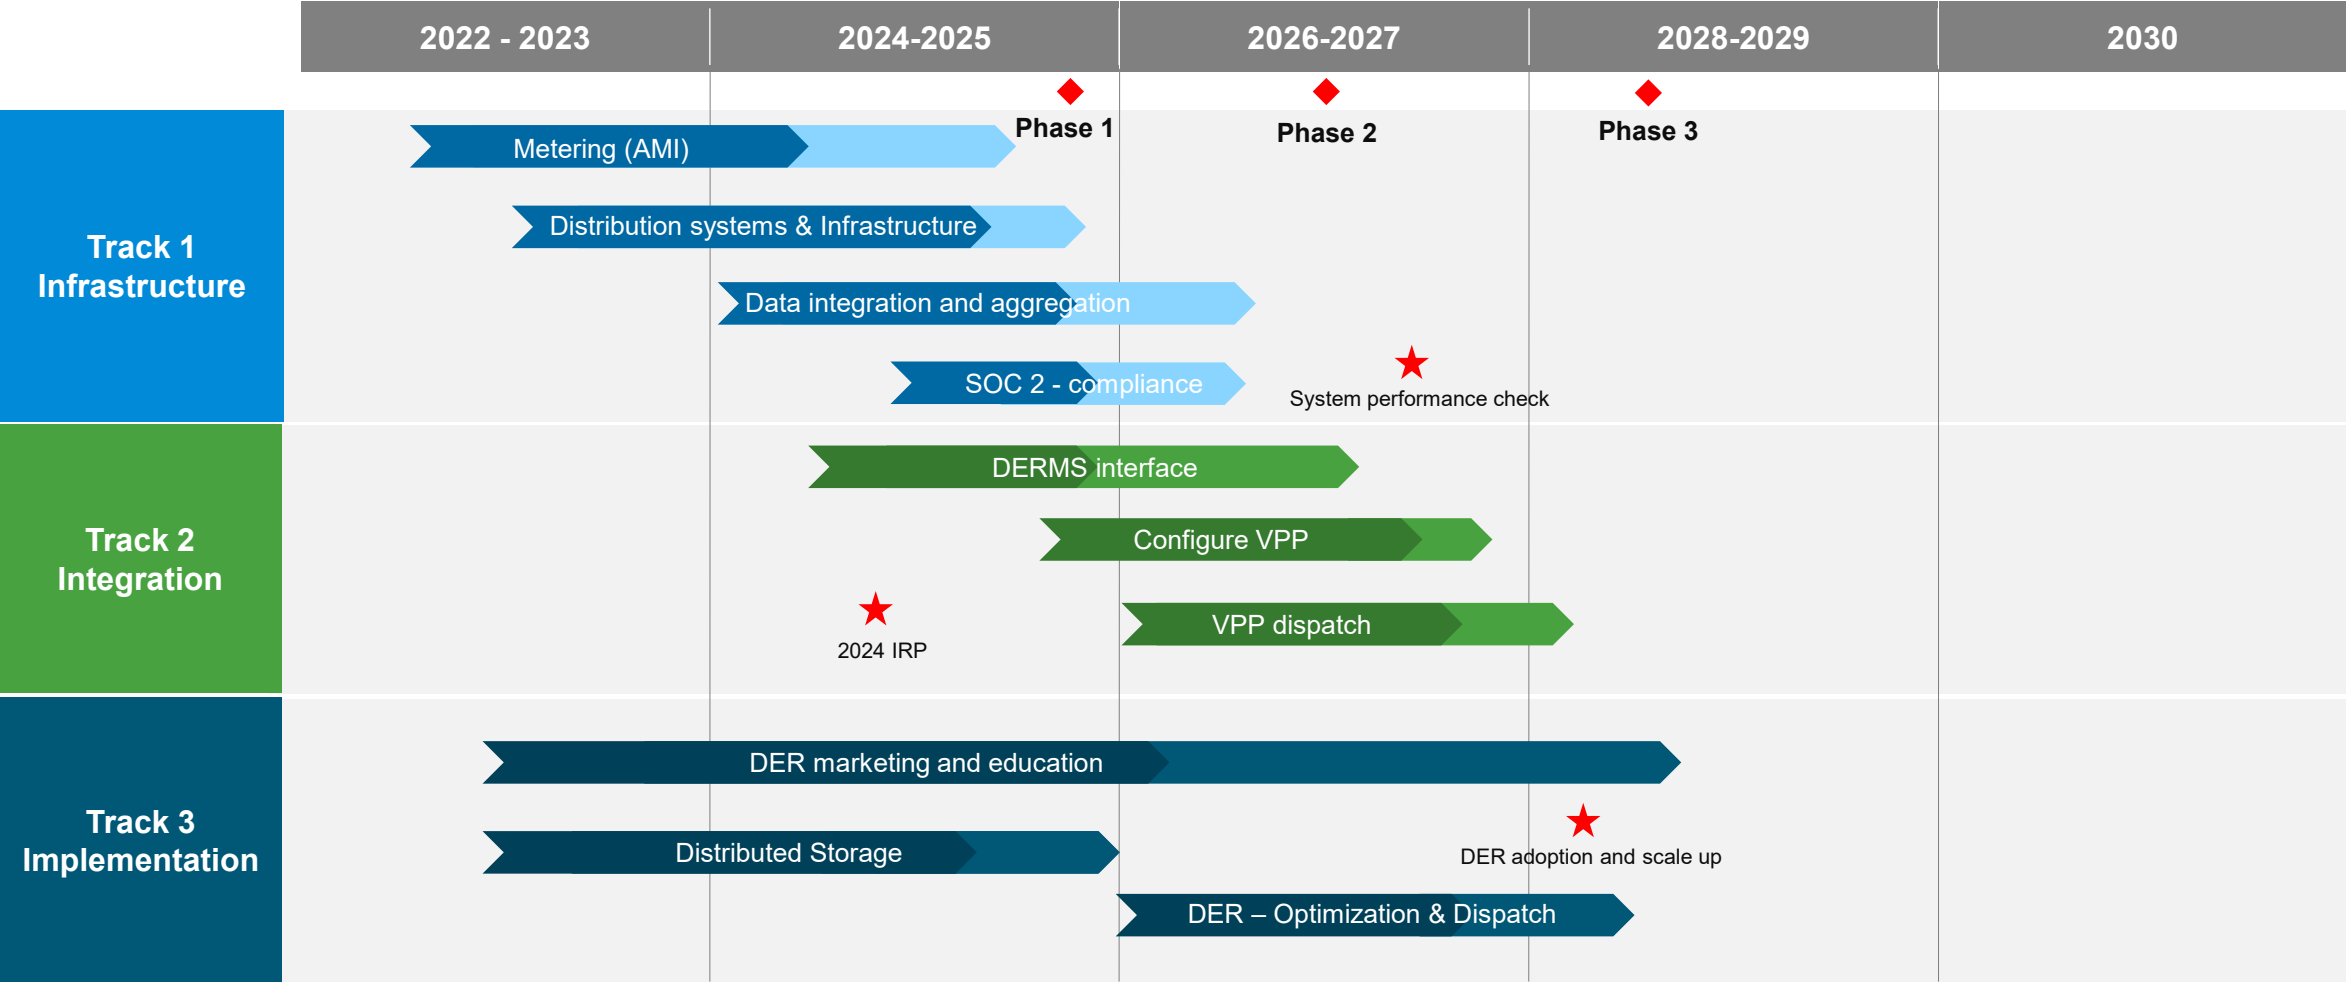 2022 - 2023
2024-2025
2026-2027
2028-2029
2030
Phase 1
Phase 2
Phase 3
Track 1
Infrastructure
Metering (AMI)
Distribution systems & Infrastructure
Data integration and aggregation
SOC 2 - compliance
System performance check
Track 2
Integration
DERMS interface
Configure VPP
VPP dispatch
2024 IRP
Track 3
Implementation
DER marketing and education
Distributed Storage
DER adoption and scale up
DER – Optimization & Dispatch